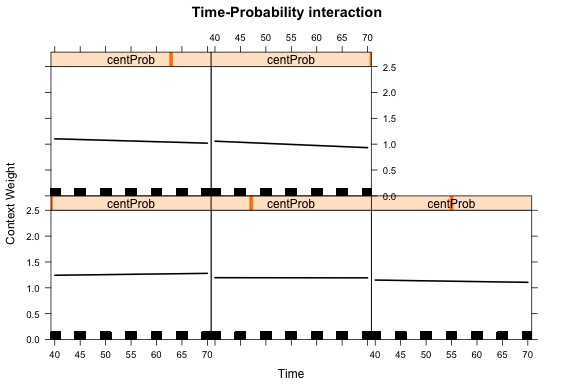 Time-Probability interaction
40 45 50 55 60 65 70
centProb centProb
2.5
2.0
1.5
1.0
0.5
0.0
Context Weight
centProb centProb centProb
2.5
2.0
1.5
1.0
0.5
0.0
40 45 50 55 60 65 70 40 45 50 55 60 65 70
Time